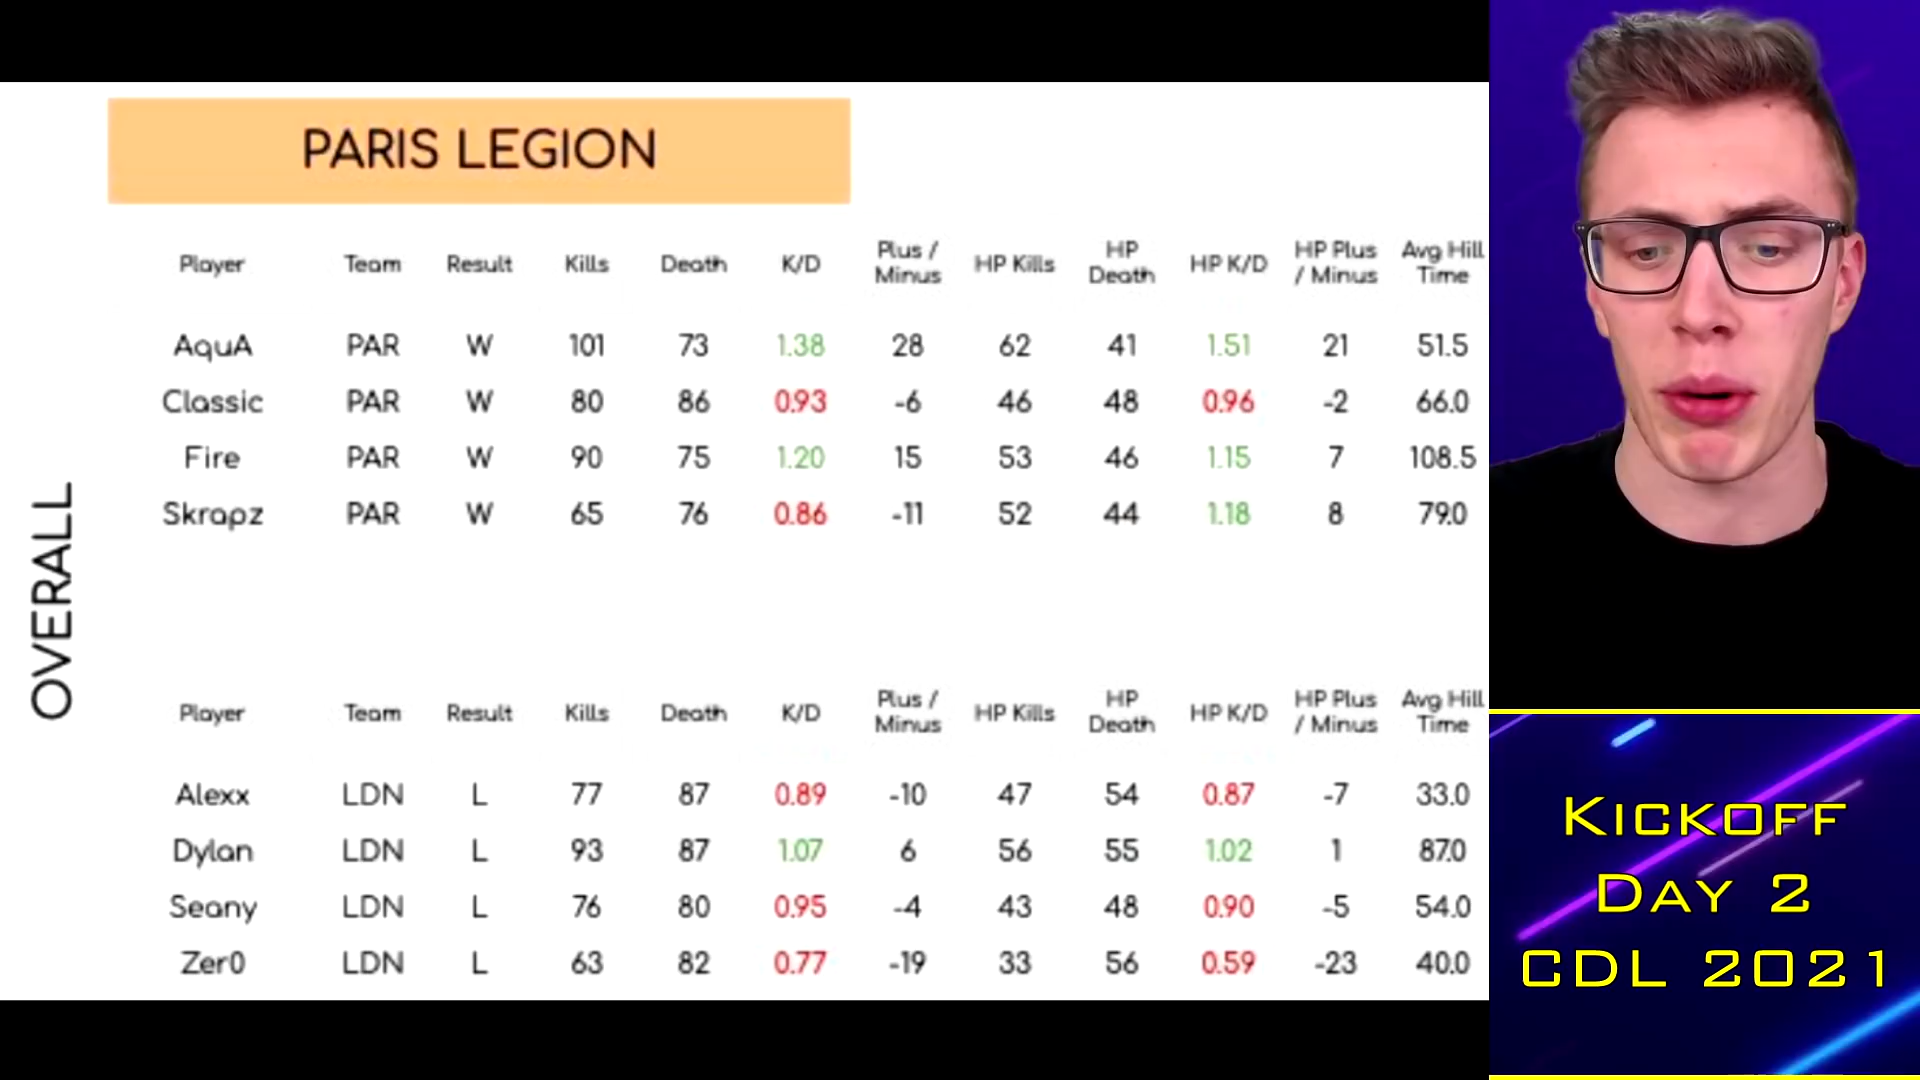 PARIS LEGION
OVERALL
Player Team Result Kills Death K/D Plus / Minus HP Kills HP Death HP K/D HP Plus / Minus Avg Hill Time
AquA PAR W 101 73 1.38 28 62 41 1.51 21 51.5
Classic PAR W 80 86 0.93 -6 46 48 0.96 -2 66.0
Fire PAR W 90 75 1.20 15 53 46 1.15 7 108.5
Skrapz PAR W 65 76 0.86 -11 52 44 1.18 8 79.0
Player Team Result Kills Death K/D Plus / Minus HP Kills HP Death HP K/D HP Plus / Minus Avg Hill Time
Alexx LDN L 77 87 0.89 -10 47 54 0.87 -7 33.0
Dylan LDN L 93 87 1.07 6 56 55 1.02 1 87.0
Seany LDN L 76 80 0.95 -4 43 48 0.90 -5 54.0
Zer0 LDN L 63 82 0.77 -19 33 56 0.59 -23 40.0
KICKOFF
DAY 2
CDL 2021